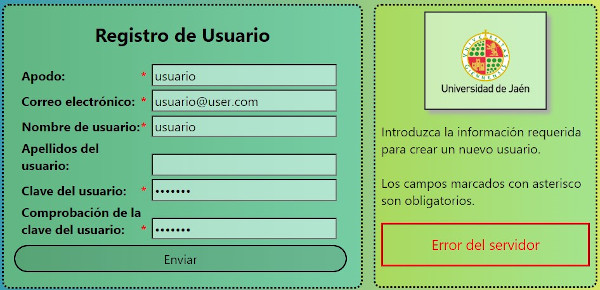 Registro de Usuario
Apodo: * usuario
Correo electrónico: * usuario@user.com
Nombre de usuario: * usuario
Apellidos del
usuario:
Clave del usuario: * •••••••
Comprobación de la
clave del usuario: * •••••••
Enviar
Universidad de Jaén
Introduzca la información requerida
para crear un nuevo usuario.
Los campos marcados con asterisco
son obligatorios.
Error del servidor